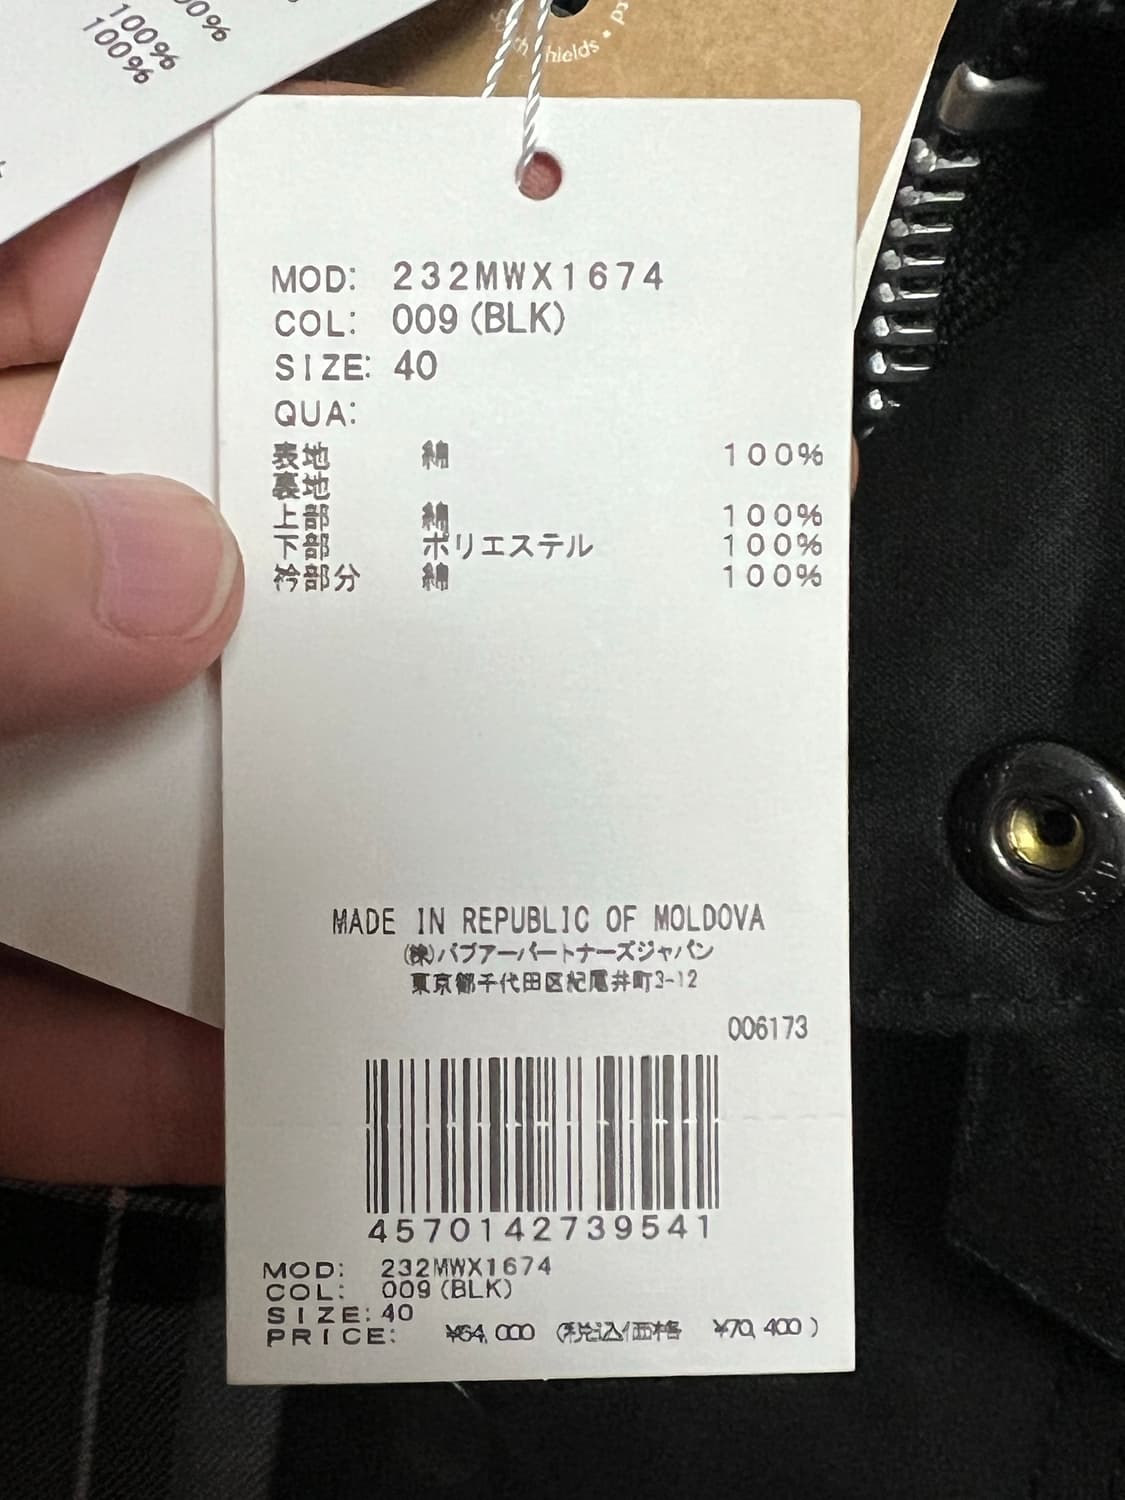 00%
100%
100%
South Shields •
MOD: 232MWX1674
COL: 009 (BLK)
SIZE: 40
QUA:
表地 綿 100%
裏地
上部 綿 100%
下部 ポリエステル 100%
衿部分 綿 100%
MADE IN REPUBLIC OF MOLDOVA
(株)バブアーパートナーズジャパン
東京都千代田区紀尾井町3-12
006173
4570142739541
MOD: 232MWX1674
COL: 009 (BLK)
SIZE: 40
PRICE: ¥64,000 (税込価格 ¥70,400)